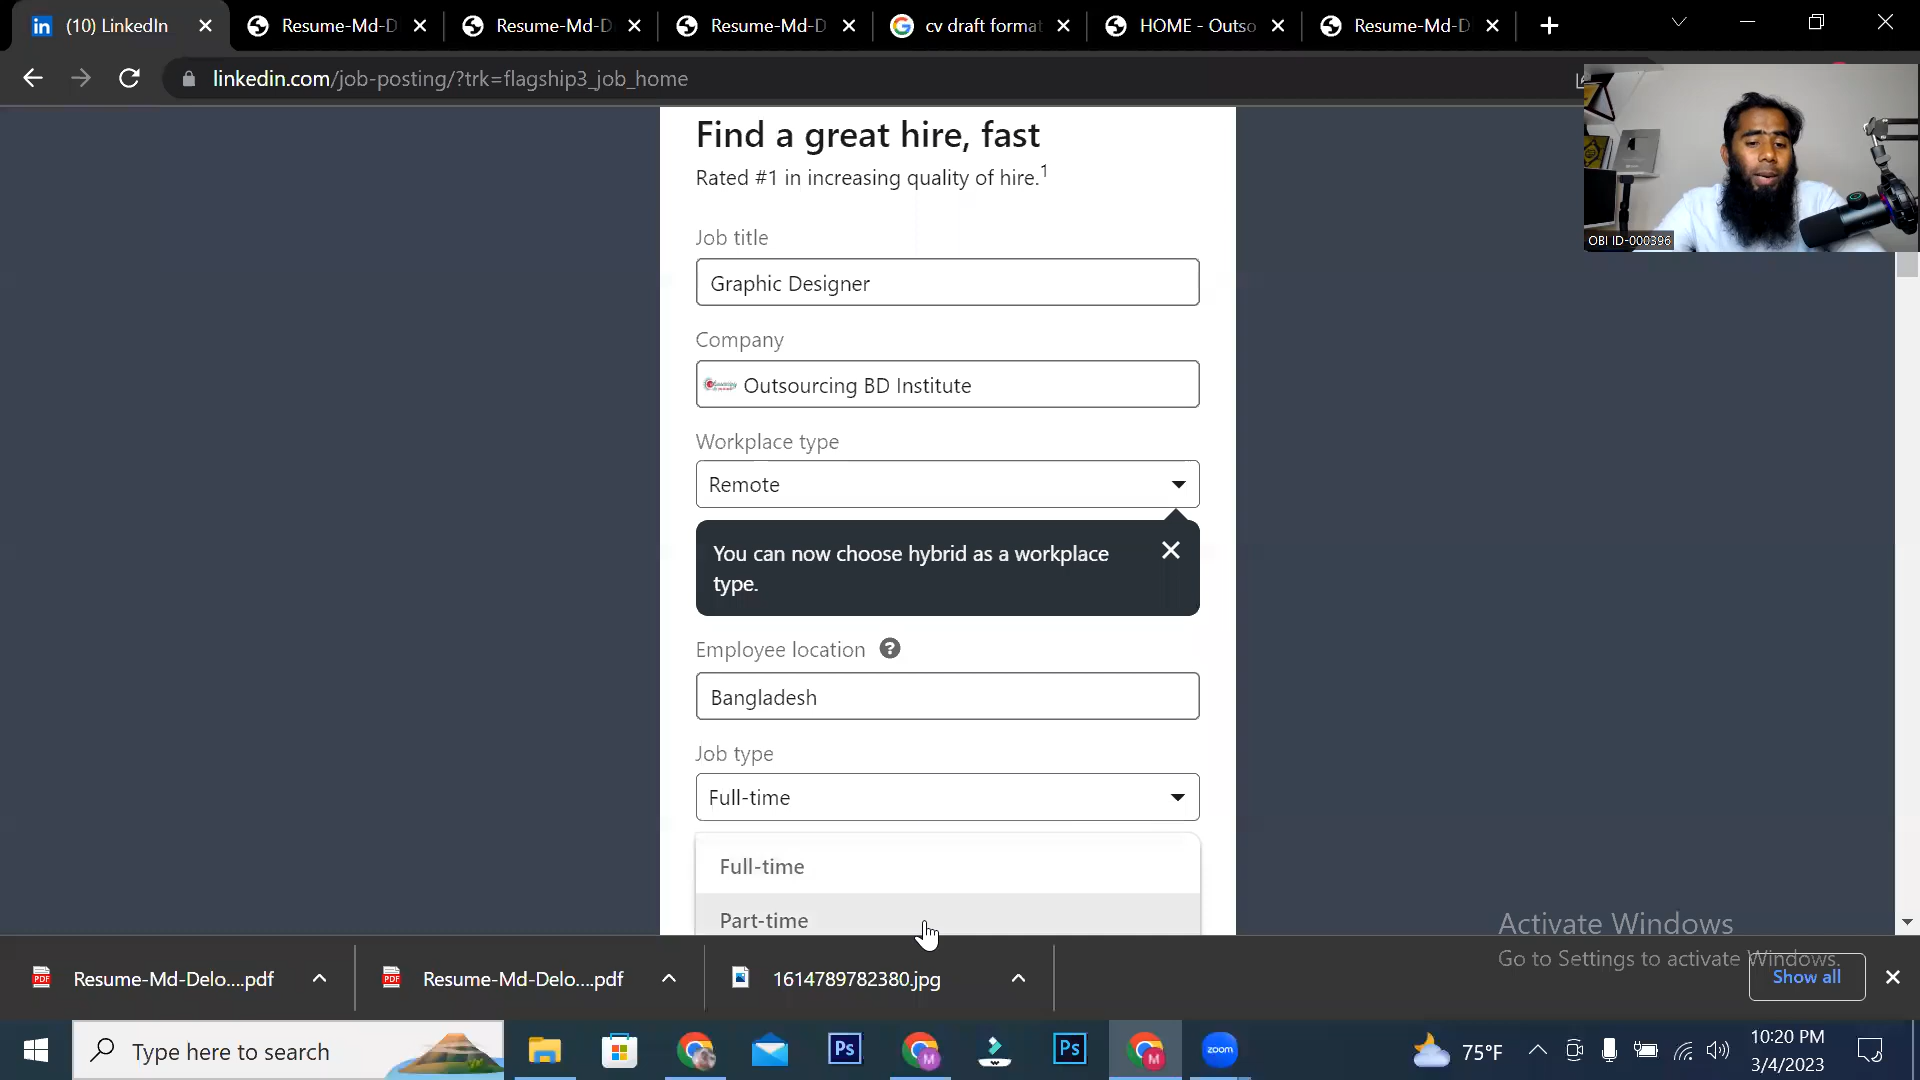 (10) LinkedIn
Resume-Md-D
Resume-Md-D
Resume-Md-D
cv draft format
HOME - Outso
Resume-Md-D
linkedin.com/job-posting/?trk=flagship3_job_home
OBI ID-000396
Find a great hire, fast
Rated #1 in increasing quality of hire.1
Job title
Graphic Designer
Company
Outsourcing BD Institute
Workplace type
Remote
You can now choose hybrid as a workplace
type.
Employee location ?
Bangladesh
Job type
Full-time
Full-time
Part-time
Activate Windows
Go to Settings to activate Windows.
Resume-Md-Delo....pdf
Resume-Md-Delo....pdf
1614789782380.jpg
Show all
Type here to search
Ps
M
Ps
M
zoom
75°F
10:20 PM
3/4/2023